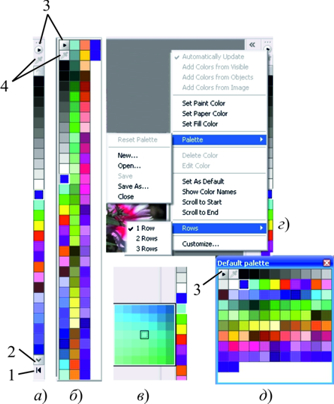 3
4
Automatically Update
Add Colors from Visible
Add Colors from Objects
Add Colors from Image
Set Paint Color
Set Paper Color
Set Fill Color
Palette
Reset Palette
Delete Color
Edit Color
New...
Open...
Save
Save As...
Close
Set As Default
Show Color Names
Scroll to Start
Scroll to End
1 Row
2 Rows
3 Rows
Rows
г)
Customize...
Default palette
3
2
1
а)
б)
в)
д)